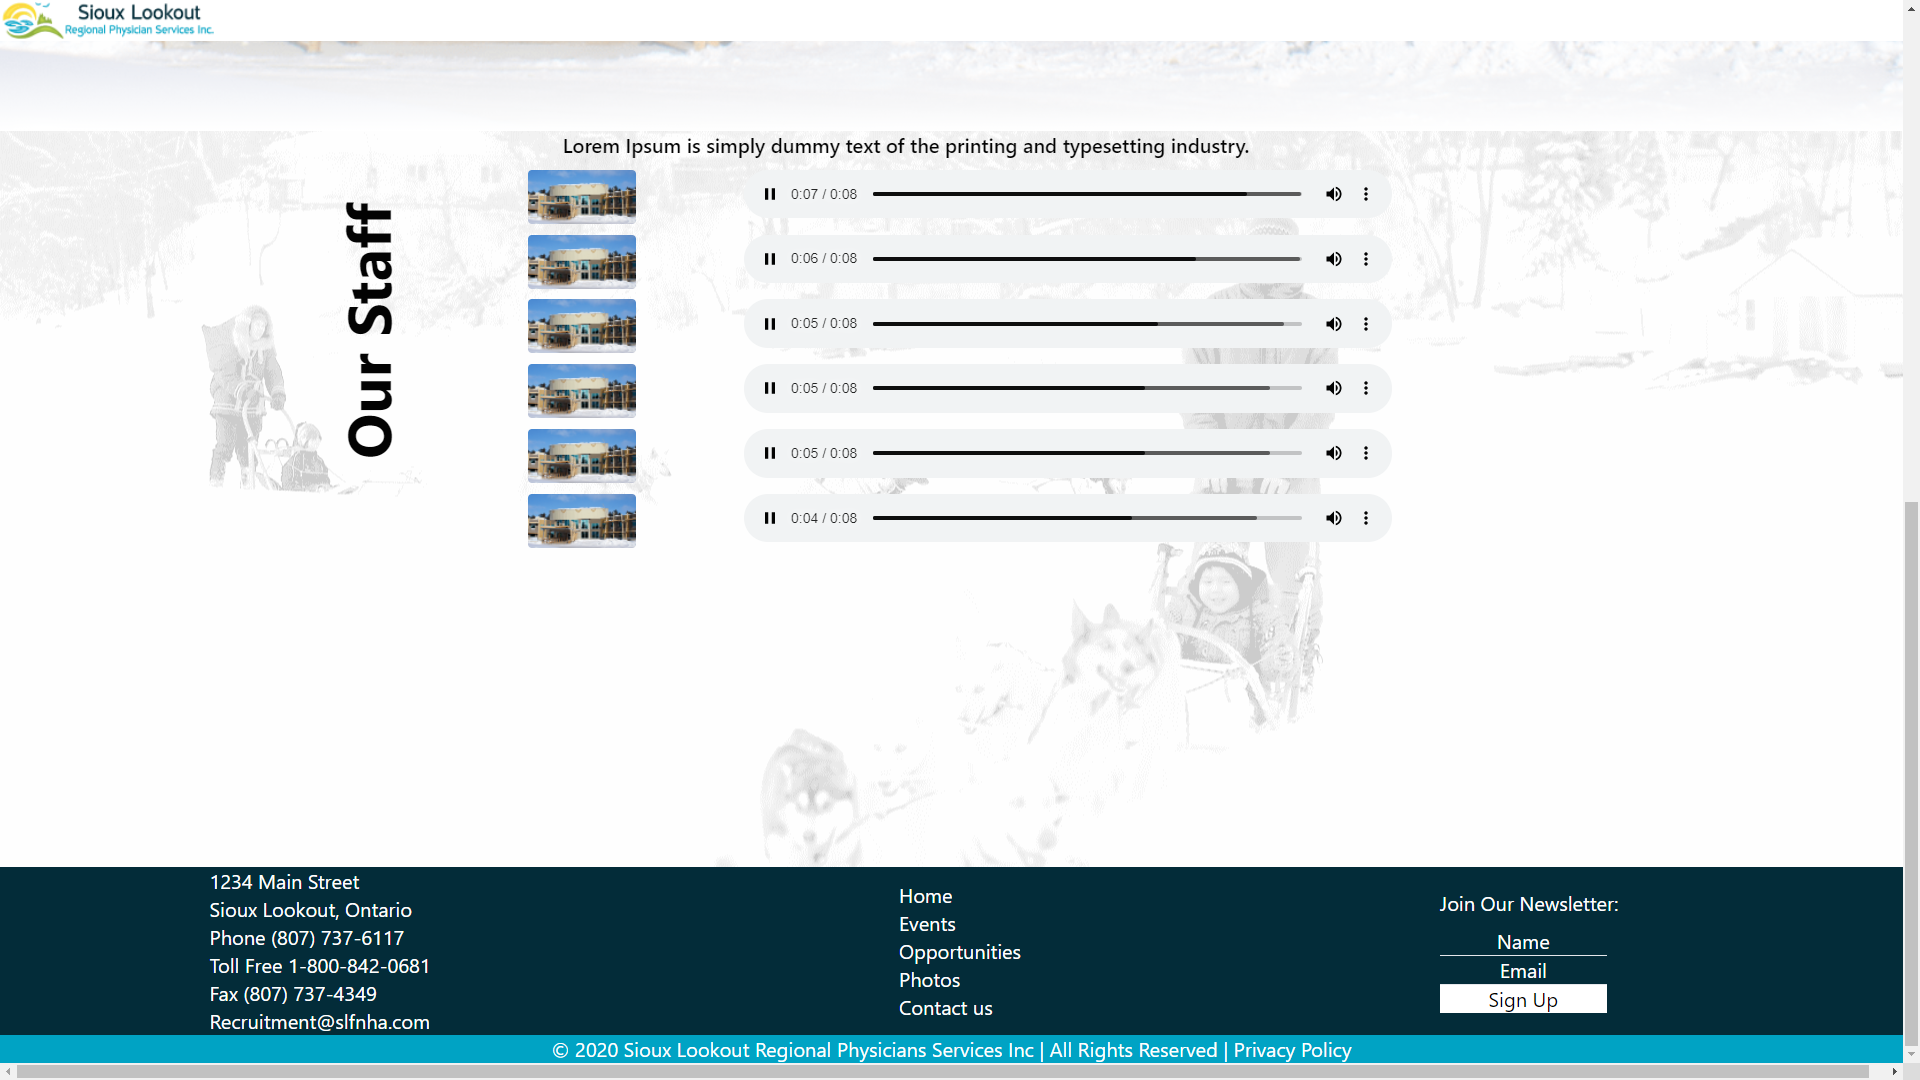 Sioux Lookout
Regional Physician Services Inc.
Lorem Ipsum is simply dummy text of the printing and typesetting industry.
Our Staff
0:07 / 0:08
0:06 / 0:08
0:05 / 0:08
0:05 / 0:08
0:05 / 0:08
0:04 / 0:08
1234 Main Street
Sioux Lookout, Ontario
Phone (807) 737-6117
Toll Free 1-800-842-0681
Fax (807) 737-4349
Recruitment@slfnha.com
Home
Events
Opportunities
Photos
Contact us
Join Our Newsletter:
Name
Email
Sign Up
© 2020 Sioux Lookout Regional Physicians Services Inc | All Rights Reserved | Privacy Policy